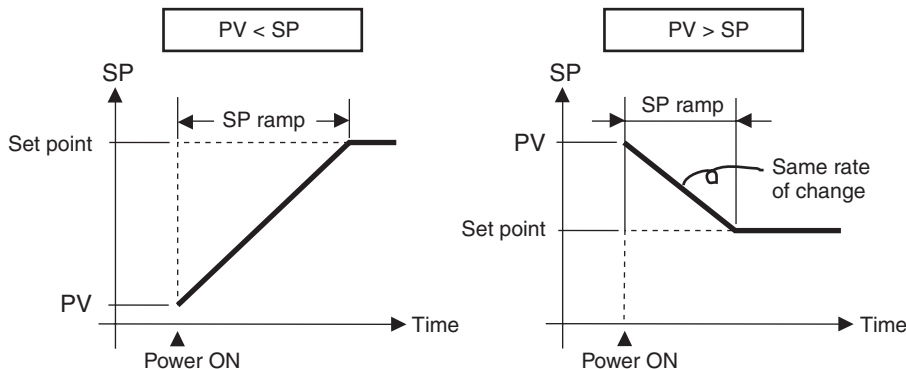 PV < SP
SP
SP ramp
Set point
PV
Time
Power ON
PV > SP
SP
SP ramp
PV
Same rate
of change
Set point
Time
Power ON